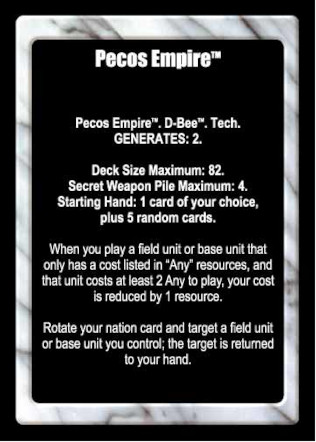 Pecos Empire™
Pecos Empire™. D-Bee™. Tech.
GENERATES: 2.
Deck Size Maximum: 82.
Secret Weapon Pile Maximum: 4.
Starting Hand: 1 card of your choice,
plus 5 random cards.
When you play a field unit or base unit that
only has a cost listed in “Any” resources, and
that unit costs at least 2 Any to play, your cost
is reduced by 1 resource.
Rotate your nation card and target a field unit
or base unit you control; the target is returned
to your hand.